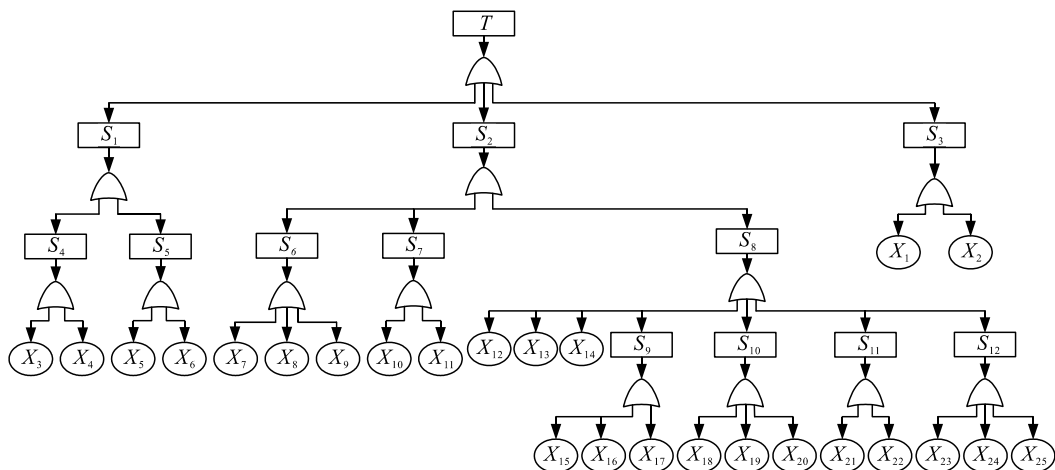 T
S₁ S₂ S₃
S₄ S₅ S₆ S₇ S₈ X₁ X₂
X₃ X₄ X₅ X₆ X₇ X₈ X₉ X₁₀ X₁₁ X₁₂ X₁₃ X₁₄ S₉ S₁₀ S₁₁ S₁₂
X₁₅ X₁₆ X₁₇ X₁₈ X₁₉ X₂₀ X₂₁ X₂₂ X₂₃ X₂₄ X₂₅